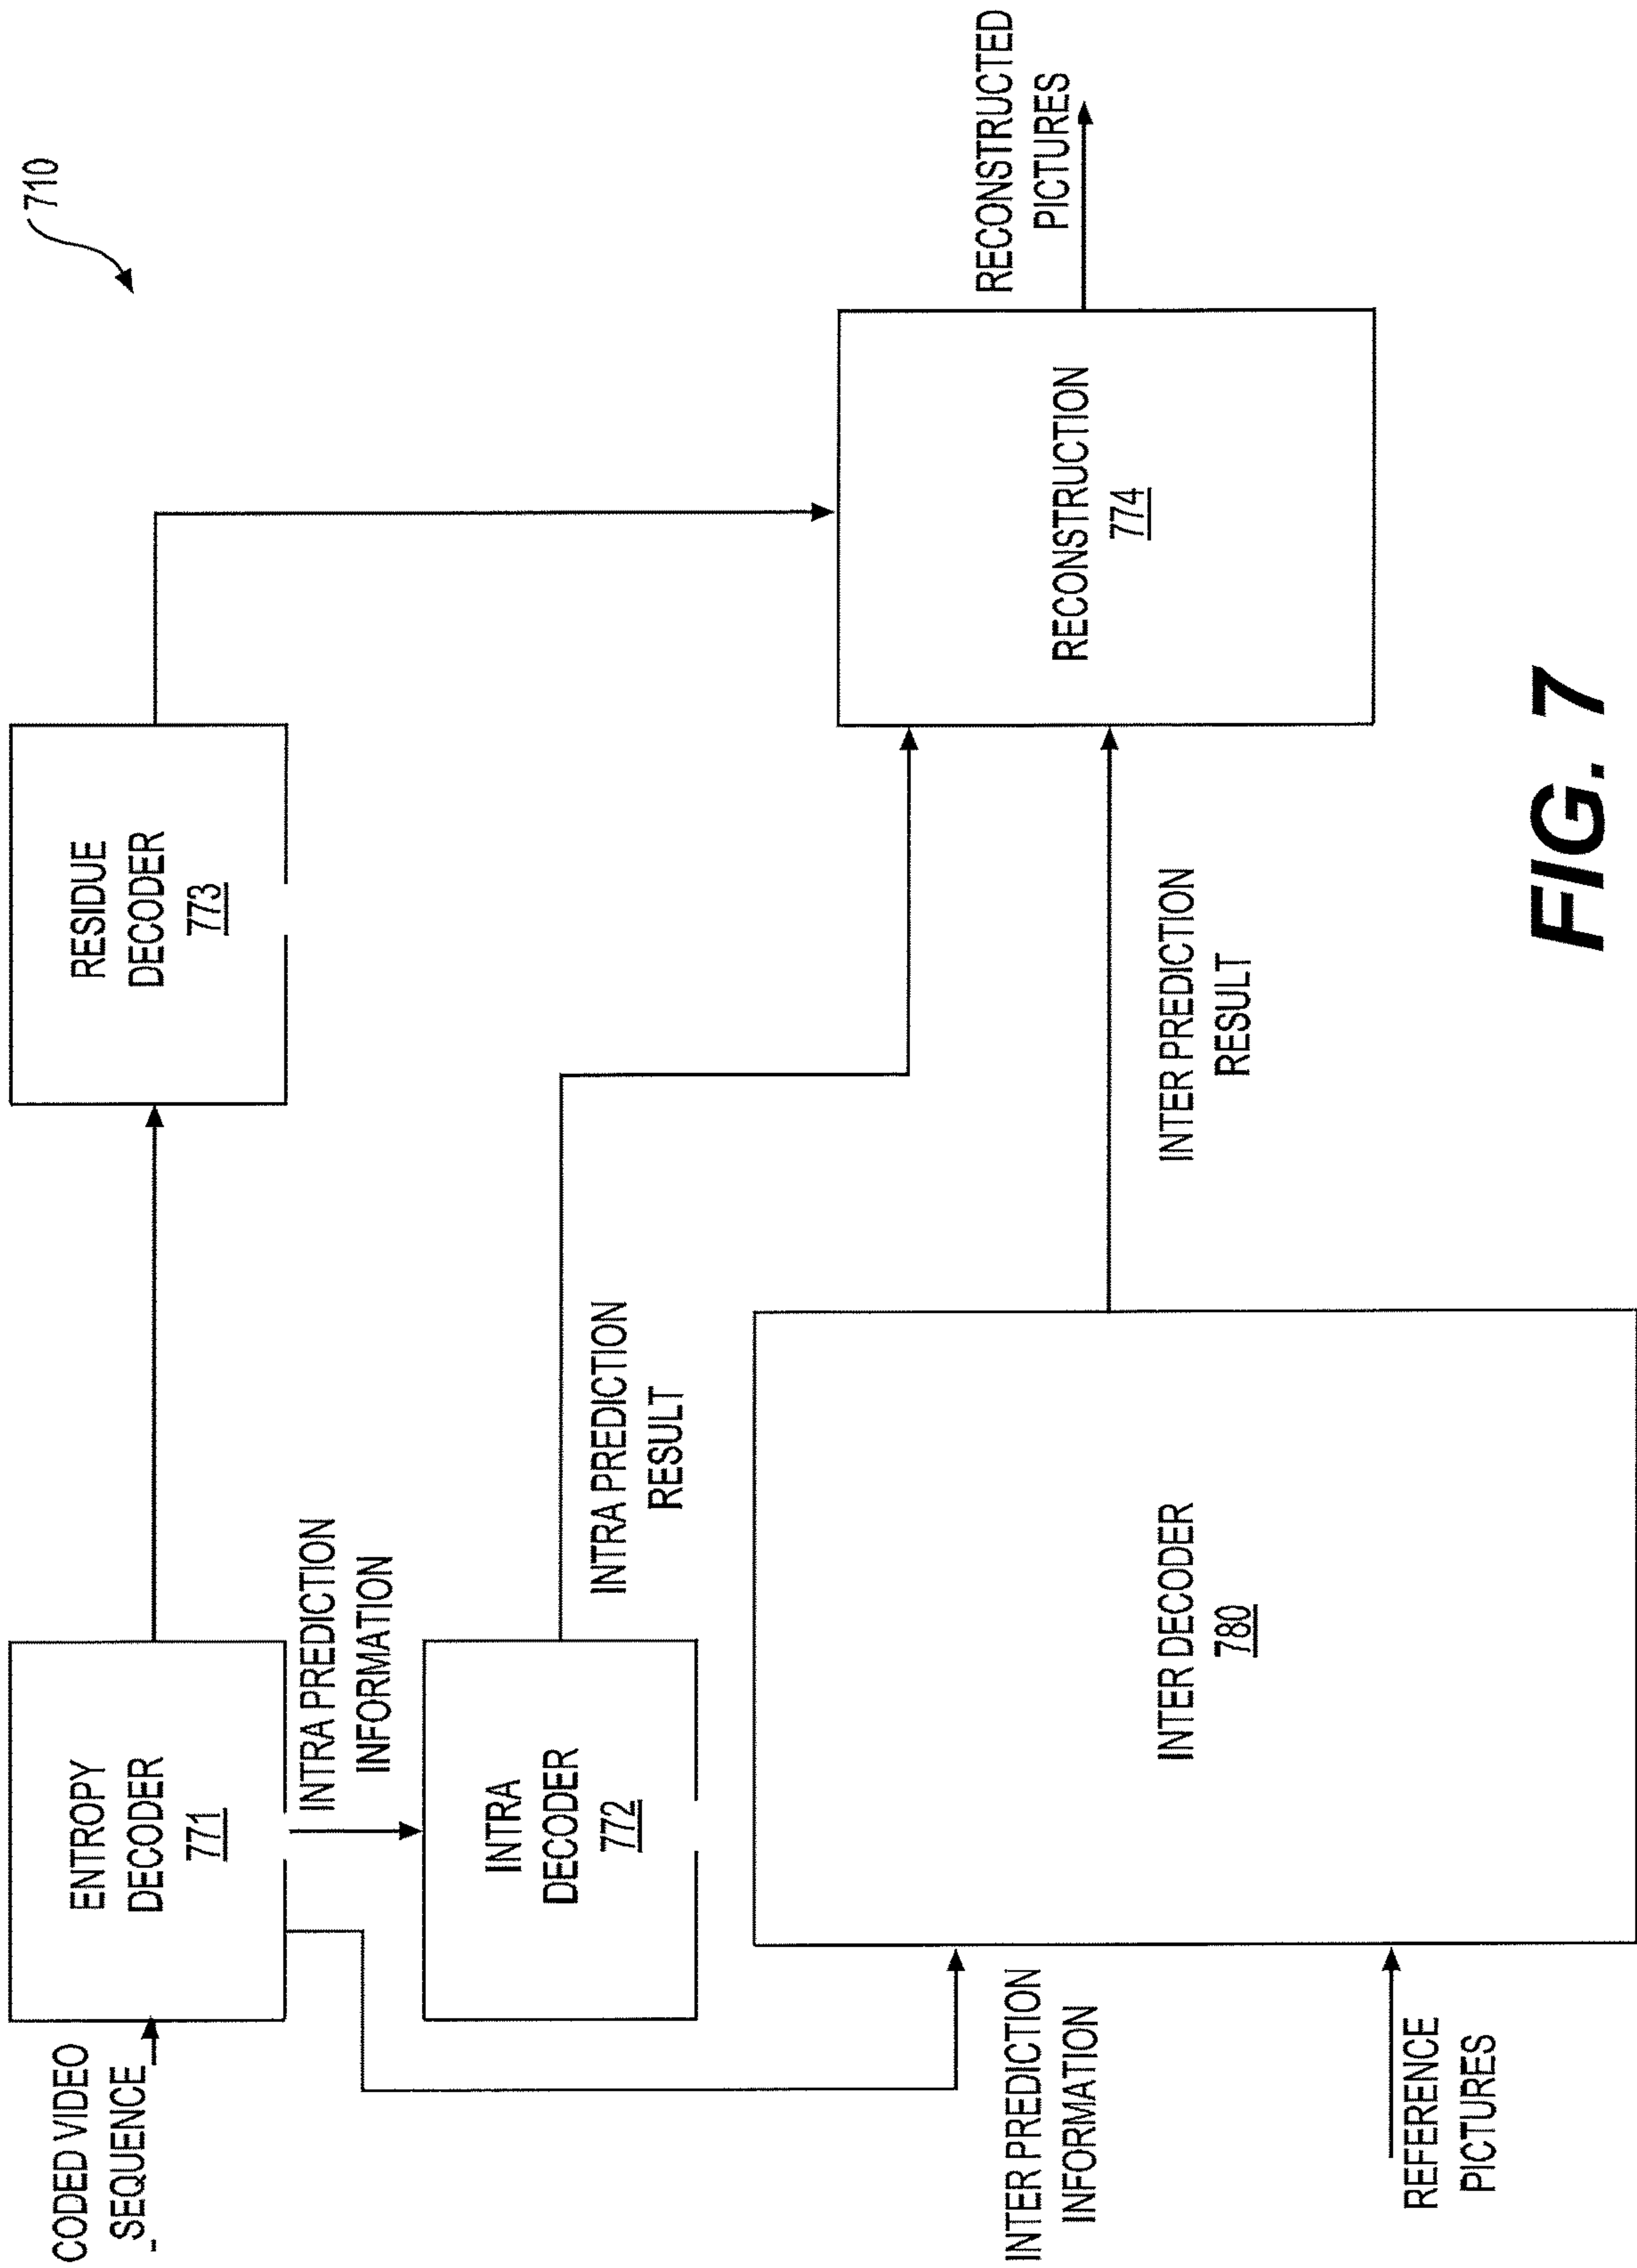 710
CODED VIDEO
SEQUENCE
ENTROPY
DECODER
771
RESIDUE
DECODER
773
INTRA PREDICTION
INFORMATION
INTRA
DECODER
772
INTRA PREDICTION
RESULT
RECONSTRUCTION
774
RECONSTRUCTED
PICTURES
INTER PREDICTION
INFORMATION
INTER DECODER
780
INTER PREDICTION
RESULT
REFERENCE
PICTURES
FIG. 7